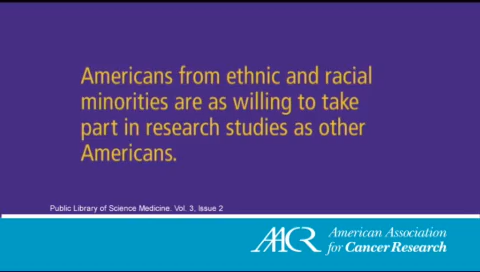 Americans from ethnic and racial
minorities are as willing to take
part in research studies as other
Americans.
Public Library of Science Medicine. Vol. 3, Issue 2
AACR American Association
for Cancer Research